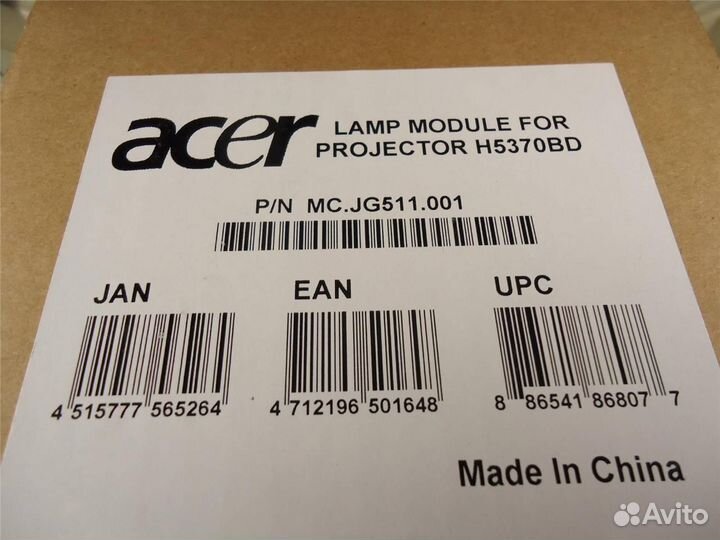 acer LAMP MODULE FOR
PROJECTOR H5370BD
P/N MC.JG511.001
JAN EAN UPC
4 515777 565264 4 712196 501648 8 86541 86807 7
Made In China
Avito